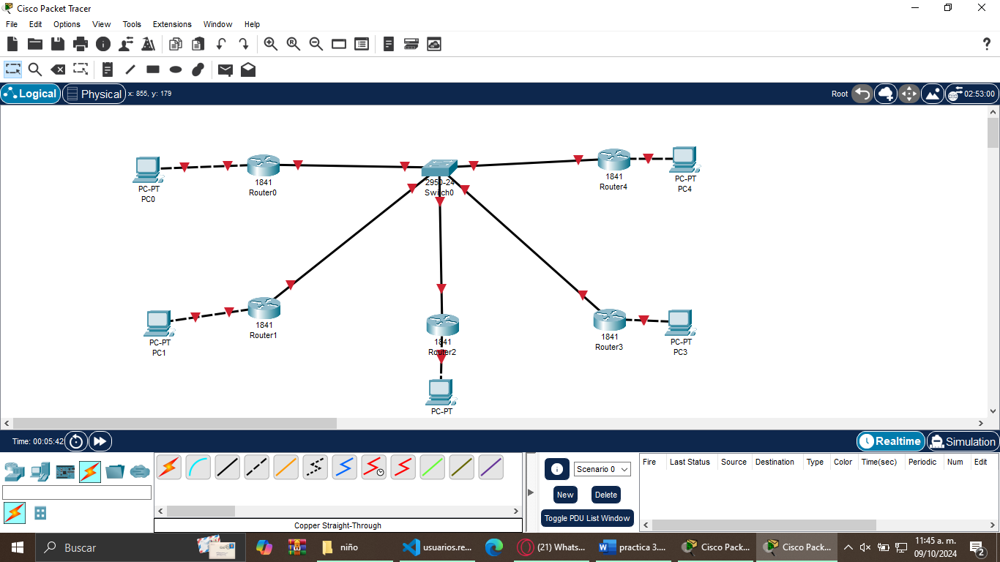 Cisco Packet Tracer
File Edit Options View Tools Extensions Window Help
Logical Physical x: 855, y: 179 Root 02:53:00
PC-PT
PC0
1841
Router0
2950-24
Switch0
1841
Router4
PC-PT
PC4
PC-PT
PC1
1841
Router1
1841
Router2
1841
Router3
PC-PT
PC3
PC-PT
Time: 00:05:42 Realtime Simulation
Scenario 0
New Delete
Toggle PDU List Window
Fire Last Status Source Destination Type Color Time(sec) Periodic Num Edit
Copper Straight-Through
Buscar niño usuarios.re... (21) Whats... practica 3.... Cisco Pack... Cisco Pack... 11:45 a. m.
09/10/2024 2